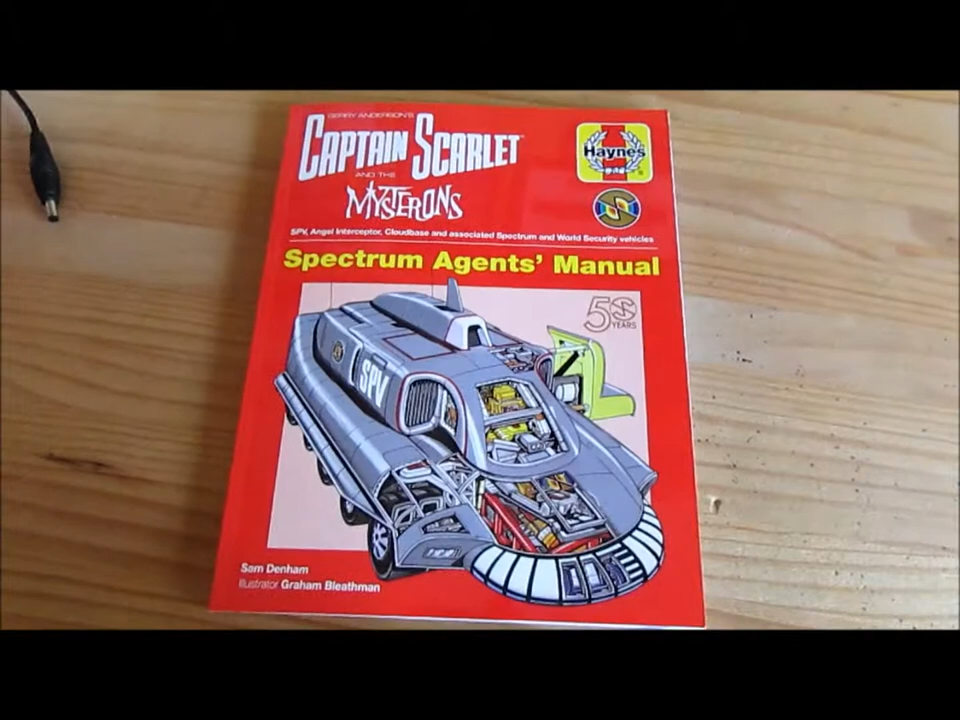 GERRY ANDERSON'S
CAPTAIN SCARLET™
AND THE
MYSTERONS
Haynes
SPV, Angel Interceptor, Cloudbase and associated Spectrum and World Security vehicles
Spectrum Agents' Manual
50
YEARS
SPV
Sam Denham
Illustrator Graham Bleathman